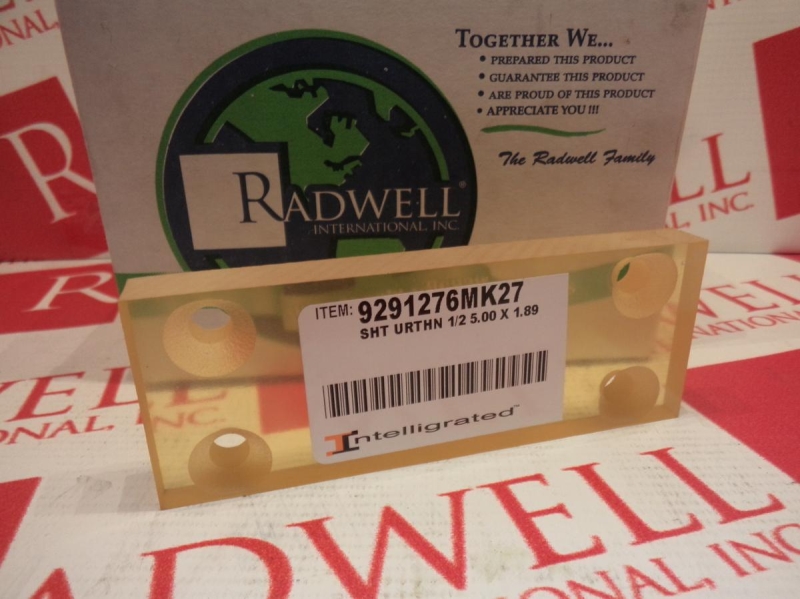 TOGETHER WE...
• PREPARED THIS PRODUCT
• GUARANTEE THIS PRODUCT
• ARE PROUD OF THIS PRODUCT
• APPRECIATE YOU !!!
The Radwell Family
RADWELL®
INTERNATIONAL, INC.
ITEM: 9291276MK27
SHT URTHN 1/2 5.00 X 1.89
Intelligrated™
RADWELL
INTERNATIONAL, INC.